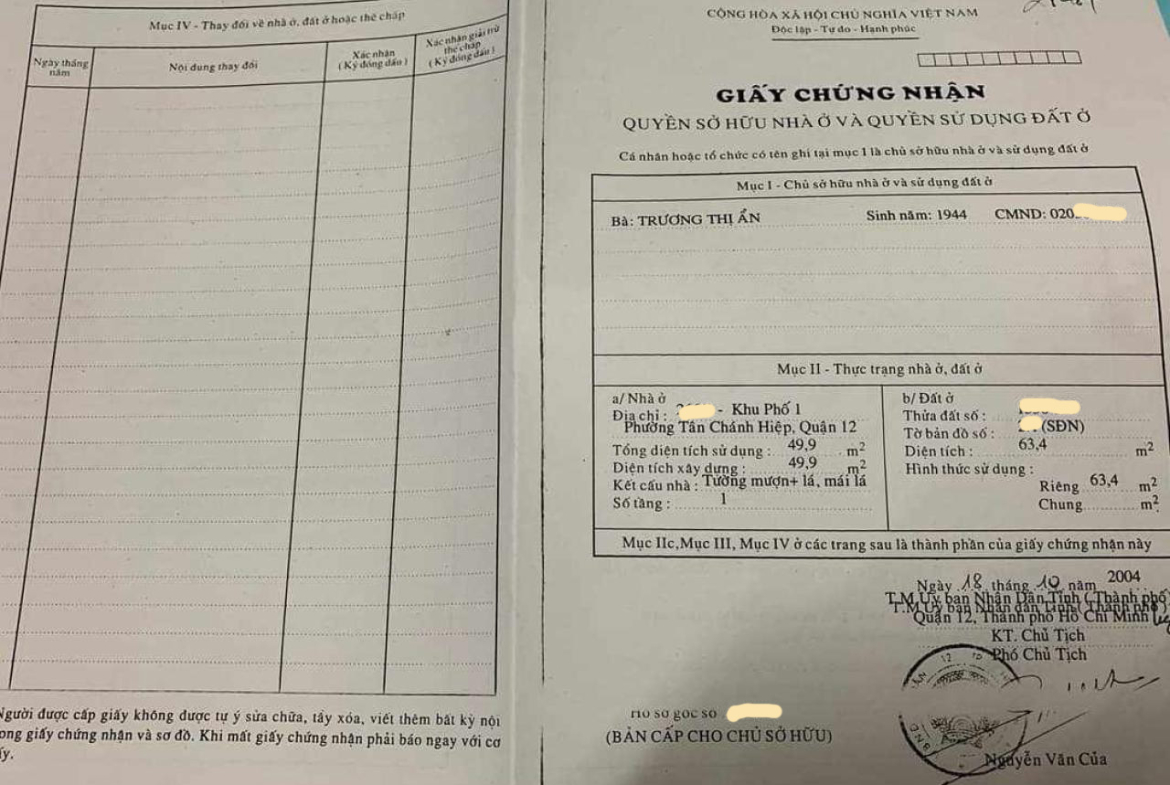 Mục IV - Thay đổi về nhà ở, đất ở hoặc thế chấp
Ngày tháng năm
Nội dung thay đổi
Xác nhận
(Ký đóng dấu)
Xác nhận giải trừ
thế chấp
(Ký đóng dấu)
Người được cấp giấy không được tự ý sửa chữa, tẩy xóa, viết thêm bất kỳ nội
ong giấy chứng nhận và sơ đồ. Khi mất giấy chứng nhận phải báo ngay với cơ
ấy.
CỘNG HÒA XÃ HỘI CHỦ NGHĨA VIỆT NAM
Độc lập - Tự do - Hạnh phúc
GIẤY CHỨNG NHẬN
QUYỀN SỞ HỮU NHÀ Ở VÀ QUYỀN SỬ DỤNG ĐẤT Ở
Cá nhân hoặc tổ chức có tên ghi tại mục I là chủ sở hữu nhà ở và sử dụng đất ở
Mục I - Chủ sở hữu nhà ở và sử dụng đất ở
Bà: TRƯƠNG THỊ ẨN Sinh năm: 1944 CMND: 020
Mục II - Thực trạng nhà ở, đất ở
a/ Nhà ở
Địa chỉ : - Khu Phố 1
Phường Tân Chánh Hiệp, Quận 12
Tổng diện tích sử dụng : 49,9 m²
Diện tích xây dựng : 49,9 m²
Kết cấu nhà : Tường mượn+ lá, mái lá
Số tầng : 1
b/ Đất ở
Thửa đất số :
Tờ bản đồ số : (SĐN)
Diện tích : 63,4 m²
Hình thức sử dụng :
Riêng 63,4 m²
Chung m²
Mục IIc,Mục III, Mục IV ở các trang sau là thành phần của giấy chứng nhận này
Ngày 18 tháng 10 năm 2004
T.M Ủy ban Nhân Dân Tỉnh ( Thành phố
T.M Ủy ban Nhân dân Tỉnh ( Thành phố)
Quận 12, Thành phố Hồ Chí Minh
KT. Chủ Tịch
Phó Chủ Tịch
Hồ sơ gốc số
(BẢN CẤP CHO CHỦ SỞ HỮU)
Nguyễn Văn Của